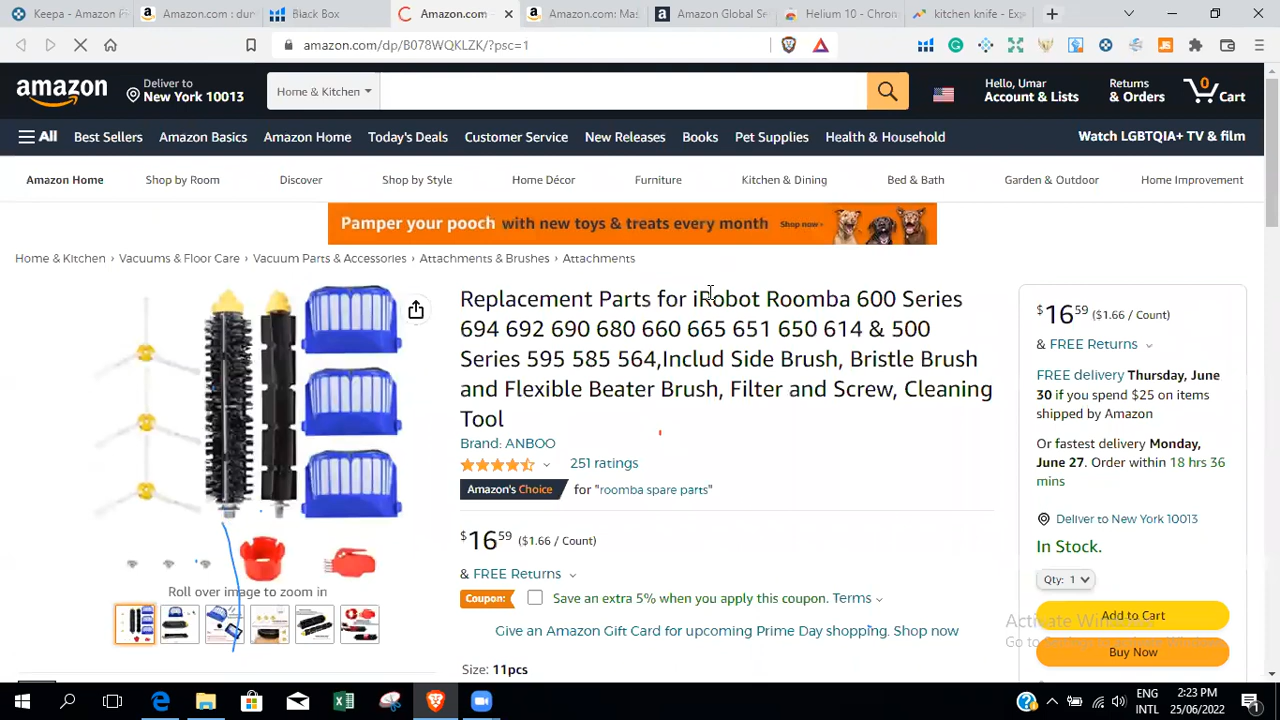 Keepa - Amazon P
Amazon.com : du
Black Box
Amazon.com -
Amazon.com: Ma
Amazon Global Se
Helium 10 - Chron
kitchen knife - Exp
amazon.com/dp/B078WQKLZK/?psc=1
amazon
Deliver to
New York 10013
Home & Kitchen
Hello, Umar
Account & Lists
Returns
& Orders
0
Cart
All
Best Sellers
Amazon Basics
Amazon Home
Today's Deals
Customer Service
New Releases
Books
Pet Supplies
Health & Household
Watch LGBTQIA+ TV & film
Amazon Home
Shop by Room
Discover
Shop by Style
Home Décor
Furniture
Kitchen & Dining
Bed & Bath
Garden & Outdoor
Home Improvement
Pamper your pooch with new toys & treats every month Shop now ›
Home & Kitchen › Vacuums & Floor Care › Vacuum Parts & Accessories › Attachments & Brushes › Attachments
Replacement Parts for iRobot Roomba 600 Series
694 692 690 680 660 665 651 650 614 & 500
Series 595 585 564,Includ Side Brush, Bristle Brush
and Flexible Beater Brush, Filter and Screw, Cleaning
Tool
Brand: ANBOO
251 ratings
Amazon's Choice for "roomba spare parts"
$1659 ($1.66 / Count)
& FREE Returns
Coupon: Save an extra 5% when you apply this coupon. Terms
Give an Amazon Gift Card for upcoming Prime Day shopping. Shop now
Size: 11pcs
Roll over image to zoom in
$16 59 ($1.66 / Count)
& FREE Returns
FREE delivery Thursday, June
30 if you spend $25 on items
shipped by Amazon
Or fastest delivery Monday,
June 27. Order within 18 hrs 36
mins
Deliver to New York 10013
In Stock.
Qty: 1
Add to Cart
Buy Now
ENG
INTL
2:23 PM
25/06/2022
1